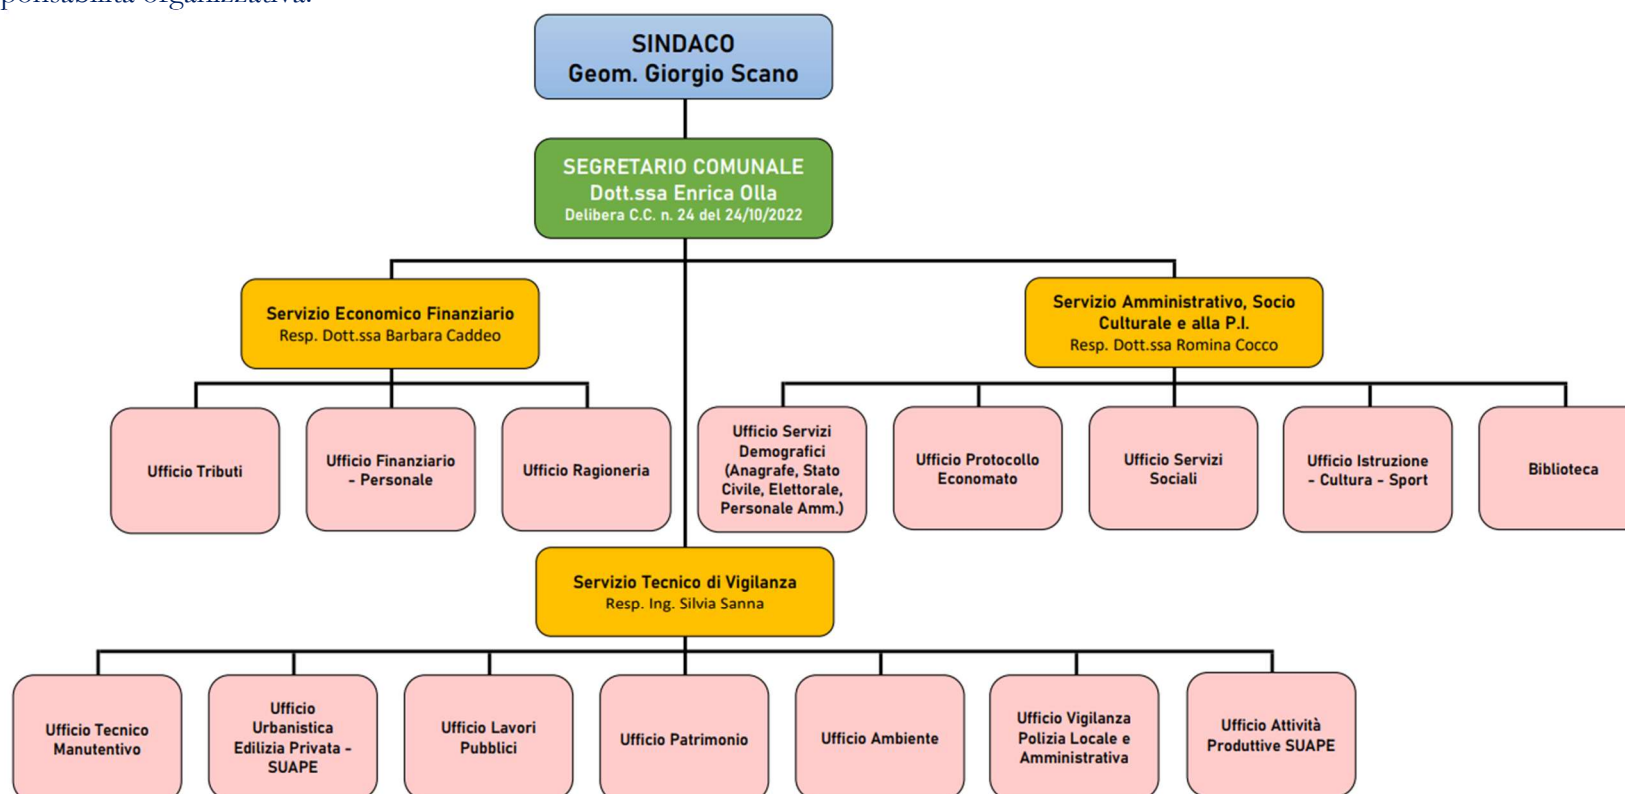 ponsabilità organizzativa.
SINDACO
Geom. Giorgio Scano
SEGRETARIO COMUNALE
Dott.ssa Enrica Olla
Delibera C.C. n. 24 del 24/10/2022
Servizio Economico Finanziario
Resp. Dott.ssa Barbara Caddeo
Servizio Amministrativo, Socio
Culturale e alla P.I.
Resp. Dott.ssa Romina Cocco
Ufficio Tributi
Ufficio Finanziario
- Personale
Ufficio Ragioneria
Ufficio Servizi
Demografici
(Anagrafe, Stato
Civile, Elettorale,
Personale Amm.)
Ufficio Protocollo
Economato
Ufficio Servizi
Sociali
Ufficio Istruzione
- Cultura - Sport
Biblioteca
Servizio Tecnico di Vigilanza
Resp. Ing. Silvia Sanna
Ufficio Tecnico
Manutentivo
Ufficio
Urbanistica
Edilizia Privata -
SUAPE
Ufficio Lavori
Pubblici
Ufficio Patrimonio
Ufficio Ambiente
Ufficio Vigilanza
Polizia Locale e
Amministrativa
Ufficio Attività
Produttive SUAPE